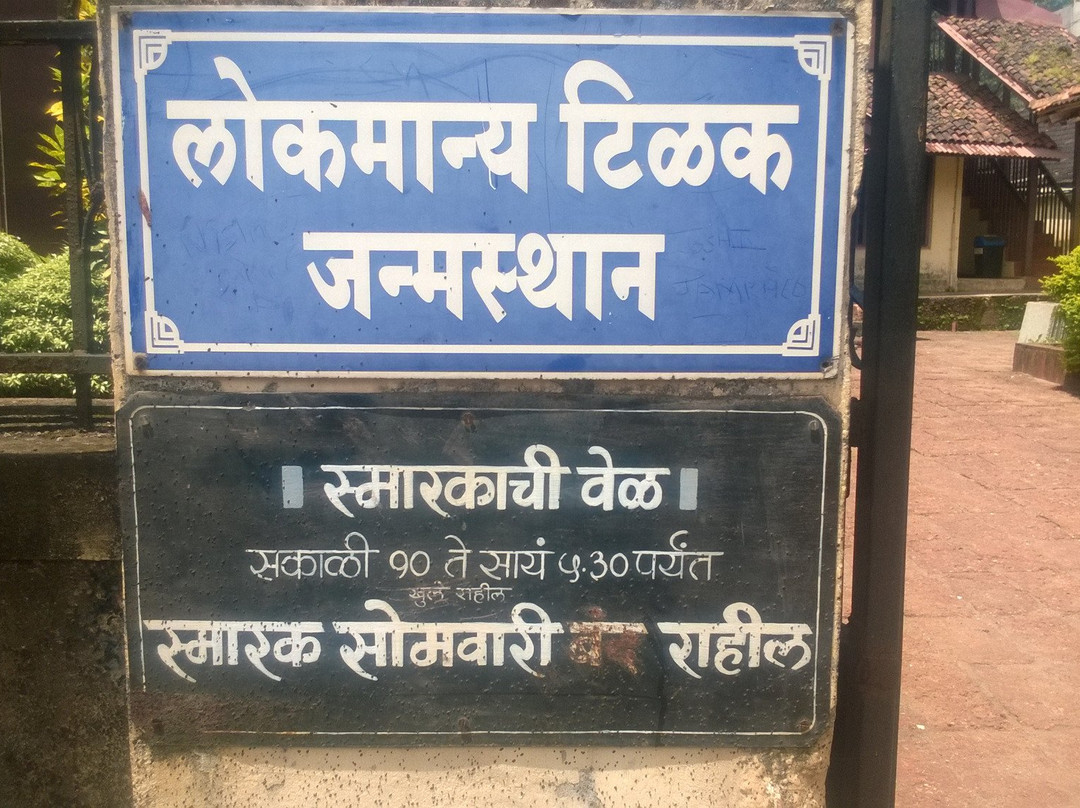 लोकमान्य टिळक
जन्मस्थान
स्मारकाची वेळ
सकाळी १० ते सायं ५.३० पर्यंत
खुले राहील
स्मारक सोमवारी बंद राहील